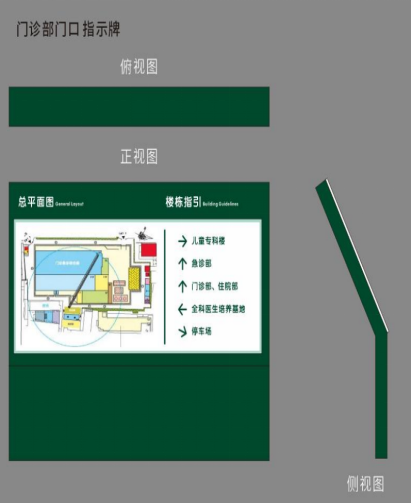 门诊部门口 指示牌
俯视图
正视图
总平面图 General Layout
楼栋指引 Building Guidelines
→ 儿童专科楼
↑ 急诊部
↑ 门诊部、住院部
← 全科医生培养基地
↘ 停车场
侧视图